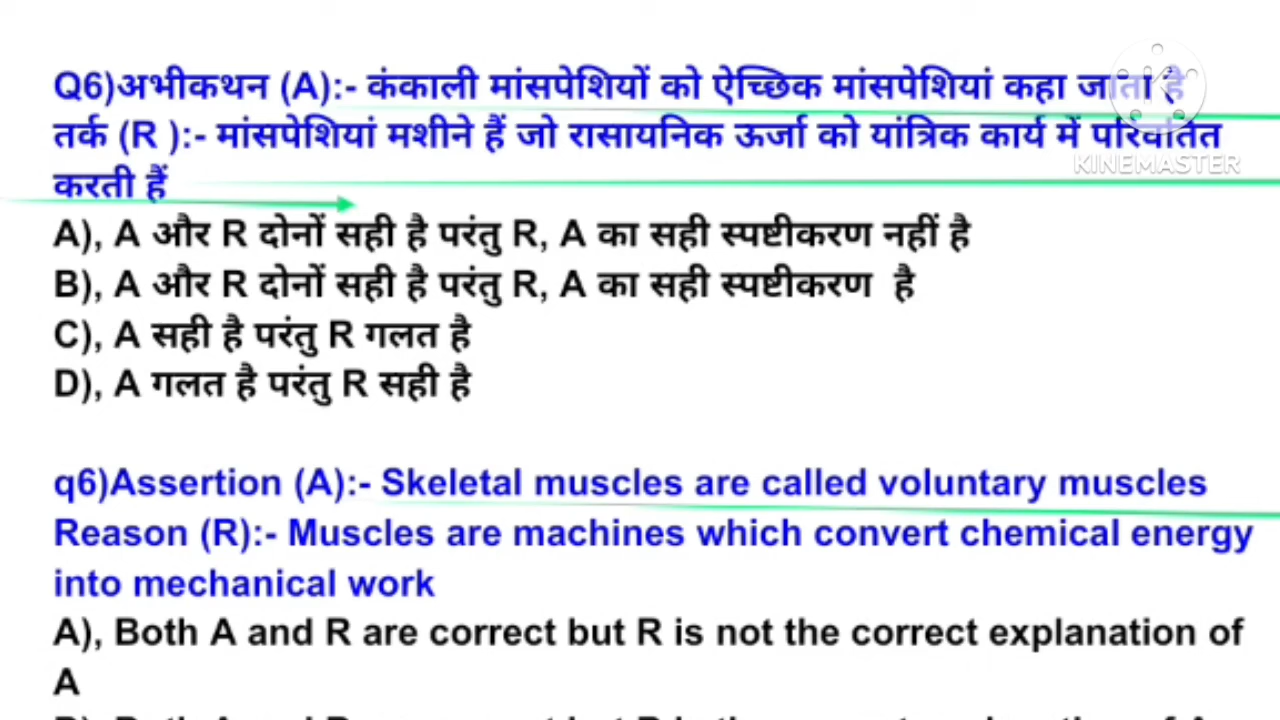 Q6)अभीकथन (A):- कंकाली मांसपेशियों को ऐच्छिक मांसपेशियां कहा जाता है
तर्क (R ):- मांसपेशियां मशीने हैं जो रासायनिक ऊर्जा को यांत्रिक कार्य में परिवर्तित
KINEMASTER
करती हैं
A), A और R दोनों सही है परंतु R, A का सही स्पष्टीकरण नहीं है
B), A और R दोनों सही है परंतु R, A का सही स्पष्टीकरण है
C), A सही है परंतु R गलत है
D), A गलत है परंतु R सही है
q6)Assertion (A):- Skeletal muscles are called voluntary muscles
Reason (R):- Muscles are machines which convert chemical energy
into mechanical work
A), Both A and R are correct but R is not the correct explanation of
A